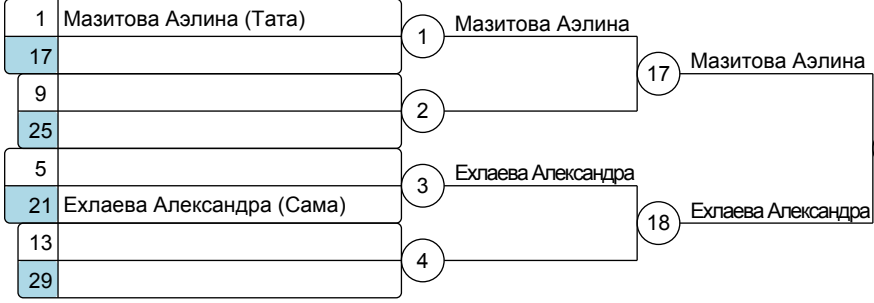 1 Мазитова Аэлина (Тата)
17
9
25
5
21 Ехлаева Александра (Сама)
13
29
1 Мазитова Аэлина
2
3 Ехлаева Александра
4
17 Мазитова Аэлина
18 Ехлаева Александра